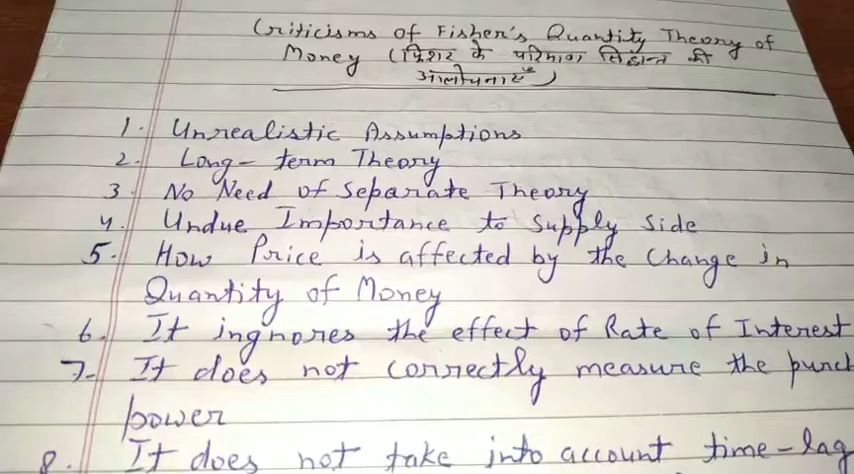 Criticisms of Fisher's Quantity Theory of
Money (फिशर के परिमाण सिद्धान्त की
आलोचनाएँ)
1. Unrealistic Assumptions
2. Long- term Theory
3. No Need of Separate Theory
4. Undue Importance to Supply Side
5. How Price is affected by the Change in
Quantity of Money
6. It ingnores the effect of Rate of Interest
7- It does not correctly measure the purch
power
8. It does not take into account time-lag